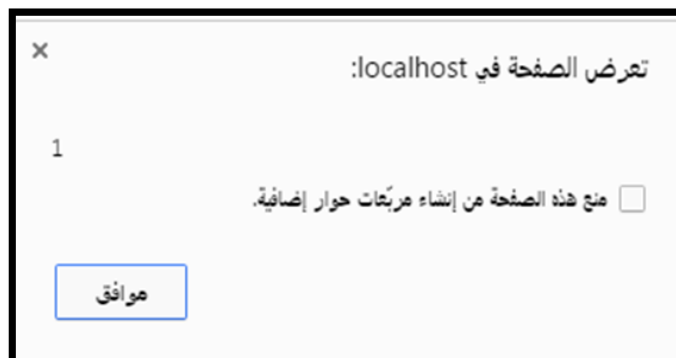 ×
تعرض الصفحة في localhost:
1
منع هذه الصفحة من إنشاء مربّعات حوار إضافية.
موافق